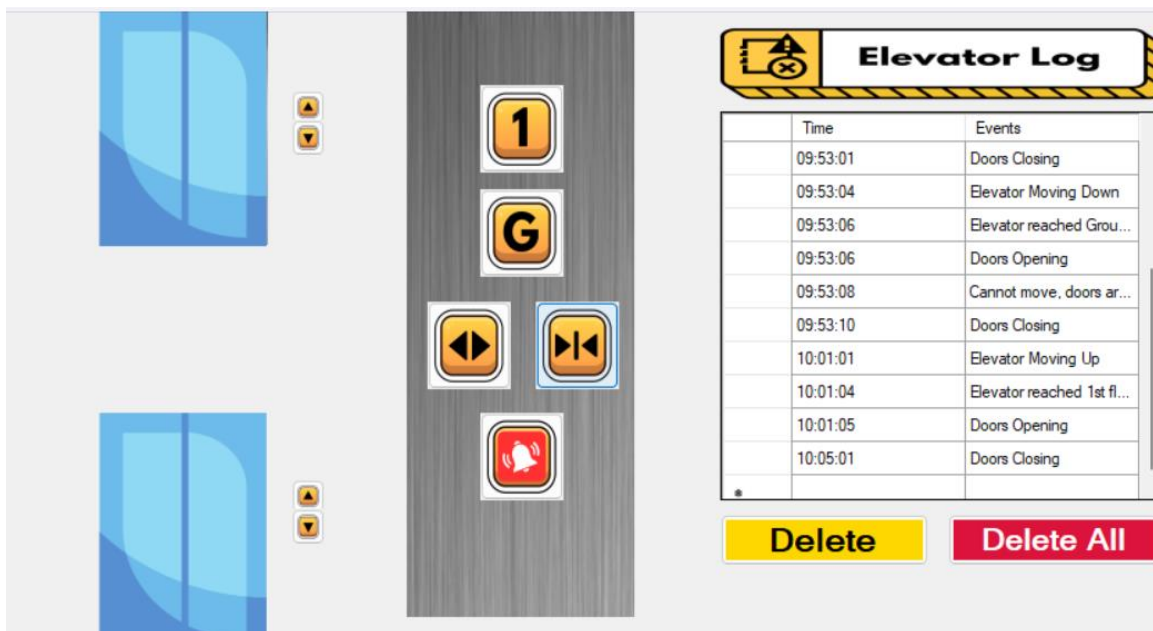 1
G
Elevator Log
Time Events
09:53:01 Doors Closing
09:53:04 Elevator Moving Down
09:53:06 Elevator reached Grou...
09:53:06 Doors Opening
09:53:08 Cannot move, doors ar...
09:53:10 Doors Closing
10:01:01 Elevator Moving Up
10:01:04 Elevator reached 1st fl...
10:01:05 Doors Opening
10:05:01 Doors Closing
Delete Delete All